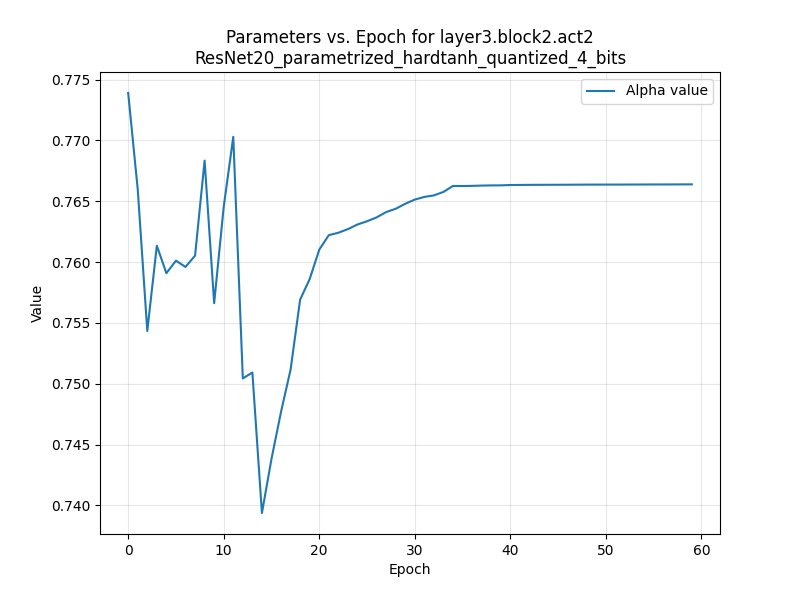 Parameters vs. Epoch for layer3.block2.act2
ResNet20_parametrized_hardtanh_quantized_4_bits
Alpha value
0.775
0.770
0.765
0.760
0.755
0.750
0.745
0.740
Value
0 10 20 30 40 50 60
Epoch